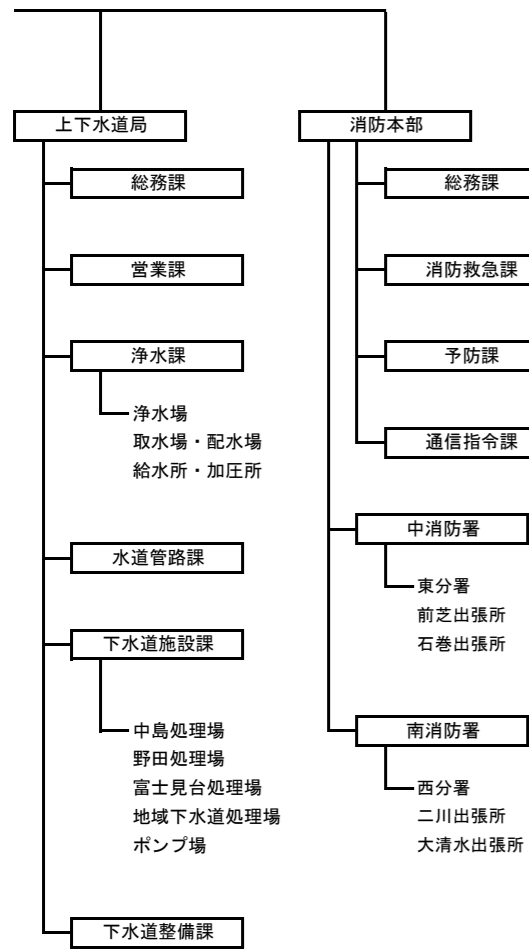 上下水道局
総務課
営業課
浄水課
浄水場
取水場・配水場
給水所・加圧所
水道管路課
下水道施設課
中島処理場
野田処理場
富士見台処理場
地域下水道処理場
ポンプ場
下水道整備課
消防本部
総務課
消防救急課
予防課
通信指令課
中消防署
東分署
前芝出張所
石巻出張所
南消防署
西分署
二川出張所
大清水出張所